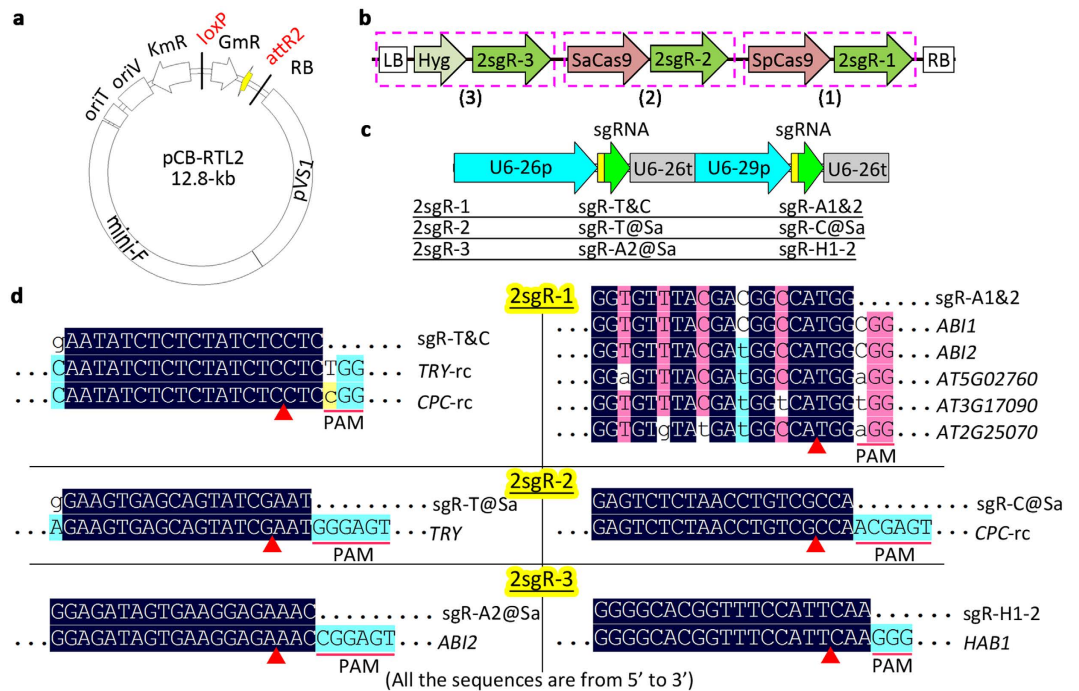 a
KmR
loxP
GmR
attR2
RB
oriV
oriT
pCB-RTL2
12.8-kb
mini-F
pVS1
b
LB Hyg 2sgR-3 SaCas9 2sgR-2 SpCas9 2sgR-1 RB
(3) (2) (1)
c
sgRNA sgRNA
U6-26p U6-26t U6-29p U6-26t
2sgR-1 sgR-T&C sgR-A1&2
2sgR-2 sgR-T@Sa sgR-C@Sa
2sgR-3 sgR-A2@Sa sgR-H1-2
d
2sgR-1
gAATATCTCTCTATCTCCTC...... sgR-T&C
...CAATATCTCTCTATCTCCTCTGG... TRY-rc
...CAATATCTCTCTATCTCCTCcGG... CPC-rc
PAM
GGTGTTTACGACGGCCATGG...... sgR-A1&2
...GGTGTTTACGACGGCCATGGCGG... ABI1
...GGTGTTTACGAtGGCCATGGCGG... ABI2
...GGaGTTTACGAtGGCCATGGaGG... AT5G02760
...GGTGTTTACGAtGGtCATGGtGG... AT3G17090
...GGTGTgTAtGAtGGCCATGGaGG... AT2G25070
PAM
2sgR-2
gGAAGTGAGCAGTATCGAAT......... sgR-T@Sa
...AGAAGTGAGCAGTATCGAATGGGAGT... TRY
PAM
GAGTCTCTAACCTGTCGCCA......... sgR-C@Sa
...GAGTCTCTAACCTGTCGCCAACGAGT... CPC-rc
PAM
2sgR-3
GGAGATAGTGAAGGAGAAAC......... sgR-A2@Sa
...GGAGATAGTGAAGGAGAAACCGGAGT... ABI2
PAM
GGGGCACGGTTTCCATTCAA...... sgR-H1-2
...GGGGCACGGTTTCCATTCAAGGG... HAB1
PAM
(All the sequences are from 5’ to 3’)